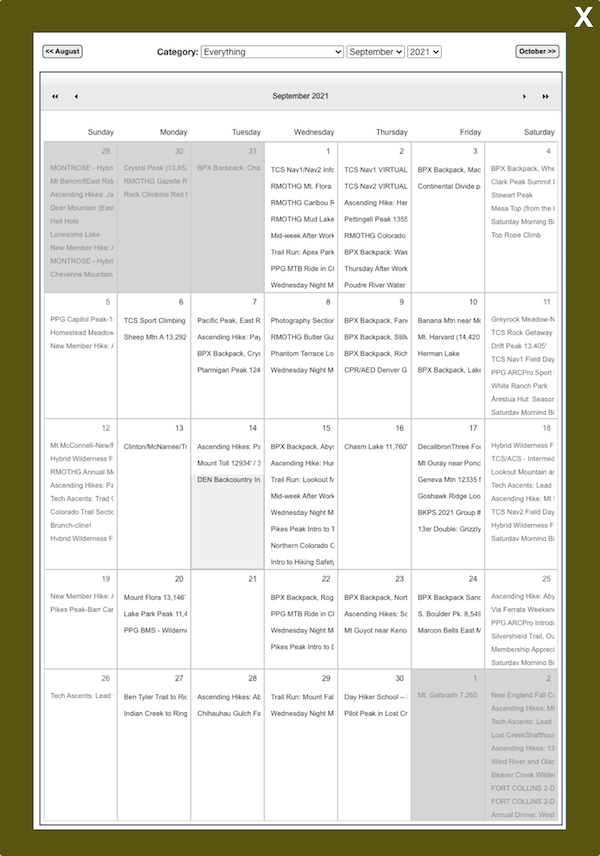 X
<< August
Category: Everything September 2021
October >>
September 2021
Sunday Monday Tuesday Wednesday Thursday Friday Saturday
29
MONTROSE - Hybri
Mt BancroftEast Rid
Ascending Hikes: Ja
Deer Mountain (East
Hell Hole
Lonesome Lake
New Member Hike: A
MONTROSE - Hybri
Cheyenne Mountain
30
Crystal Peak (13,852
RMOTHG Gazelle R
Rock Climbing Red R
31
BPX Backpack, Cha
1
TCS Nav1/Nav2 Info
RMOTHG Mt. Flora
RMOTHG Caribou R
RMOTHG Mud Lake
Mid-week After Work
Trail Run: Apex Park
PPG MTB Ride in Cl
Wednesday Night M
2
TCS Nav1 VIRTUAL
TCS Nav2 VIRTUAL
Ascending Hike: Her
Pettingell Peak 1355
RMOTHG Colorado
BPX Backpack: Was
Thursday After Work
Poudre River Water
3
BPX Backpack, Mac
Continental Divide p
4
BPX Backpack, Whe
Clark Peak Summit I
Stewart Peak
Mesa Top (from the I
Saturday Morning Bi
Top Rope Climb
5
PPG Capitol Peak-1
Homestead Meadow
New Member Hike: A
6
TCS Sport Climbing
Sheep Mtn A 13,292
7
Pacific Peak, East R
Ascending Hike: Pay
BPX Backpack, Crys
Ptarmigan Peak 124
8
Photography Section
RMOTHG Butler Gul
Phantom Terrace Lo
Wednesday Night M
9
BPX Backpack, Fan
BPX Backpack, Stillw
BPX Backpack, Rich
CPR/AED Denver G
10
Banana Mtn near Mo
Mt. Harvard (14,420
Herman Lake
BPX Backpack, Lake
11
Greyrock Meadow-N
TCS Rock Getaway
Drift Peak 13,405'
TCS Nav1 Field Day
PPG ARCPro Sport
White Ranch Park
Arestua Hut: Season
Saturday Morning Bi
12
Mt McConnell-New/F
Hybrid Wilderness F
RMOTHG Annual Me
Ascending Hikes: Pa
Tech Ascents: Trad C
Colorado Trail Sectio
Brunch-cline!
Hybrid Wilderness F
13
Clinton/McNamee/Tr
14
Ascending Hikes: Pa
Mount Toll 12934' / 3
DEN Backcountry In
15
BPX Backpack, Abys
Ascending Hike: Hur
Trail Run: Lookout M
Mid-week After Work
Wednesday Night M
Pikes Peak Intro to T
Northern Colorado C
Intro to Hiking Safety
16
Chasm Lake 11,760'
17
DecalibronThree Fou
Mt Ouray near Ponc
Geneva Mtn 12335 f
Goshawk Ridge Loo
BKPS 2021 Group #
13er Double: Grizzly
18
Hybrid Wilderness F
TCS/ACS - Intermed
Lookout Mountain an
Tech Ascents: Lead
Ascending Hike: Mt S
TCS Nav2 Field Day
Hybrid Wilderness F
Saturday Morning Bi
19
New Member Hike: A
Pikes Peak-Barr Car
20
Mount Flora 13,146'
Lake Park Peak 11,4
PPG BMS - Wildern
21
22
BPX Backpack, Rog
PPG MTB Ride in Cl
Wednesday Night M
Pikes Peak Intro to D
23
BPX Backpack, Nort
Ascending Hikes: Sc
Mt Guyot near Keno
24
BPX Backpack Sand
S. Boulder Pk. 8,549
Maroon Bells East M
25
Ascending Hike: Aby
Via Ferrata Weekend
PPG ARCPro Introdu
Silvershield Trail, Ou
Membership Appreci
Saturday Morning Bi
26
Tech Ascents: Lead
27
Ben Tyler Trail to Ric
Indian Creek to Ring
28
Ascending Hikes: Ab
Chihauhau Gulch Fa
29
Trail Run: Mount Fal
Wednesday Night M
30
Day Hiker School --
Pilot Peak in Lost Cr
1
Mt. Galbraith 7,260
2
New England Fall Co
Ascending Hikes: Mt
Tech Ascents: Lead
Lost CreekShafthous
Ascending Hikes: 13
Wind River and Glac
Beaver Creek Wilder
FORT COLLINS 2-D
FORT COLLINS 2-D
Annual Dinner, West